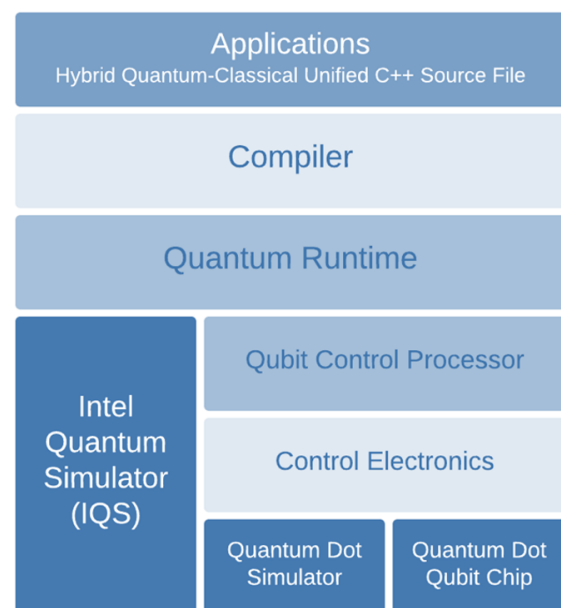 Applications
Hybrid Quantum-Classical Unified C++ Source File
Compiler
Quantum Runtime
Intel
Quantum
Simulator
(IQS)
Qubit Control Processor
Control Electronics
Quantum Dot
Simulator
Quantum Dot
Qubit Chip